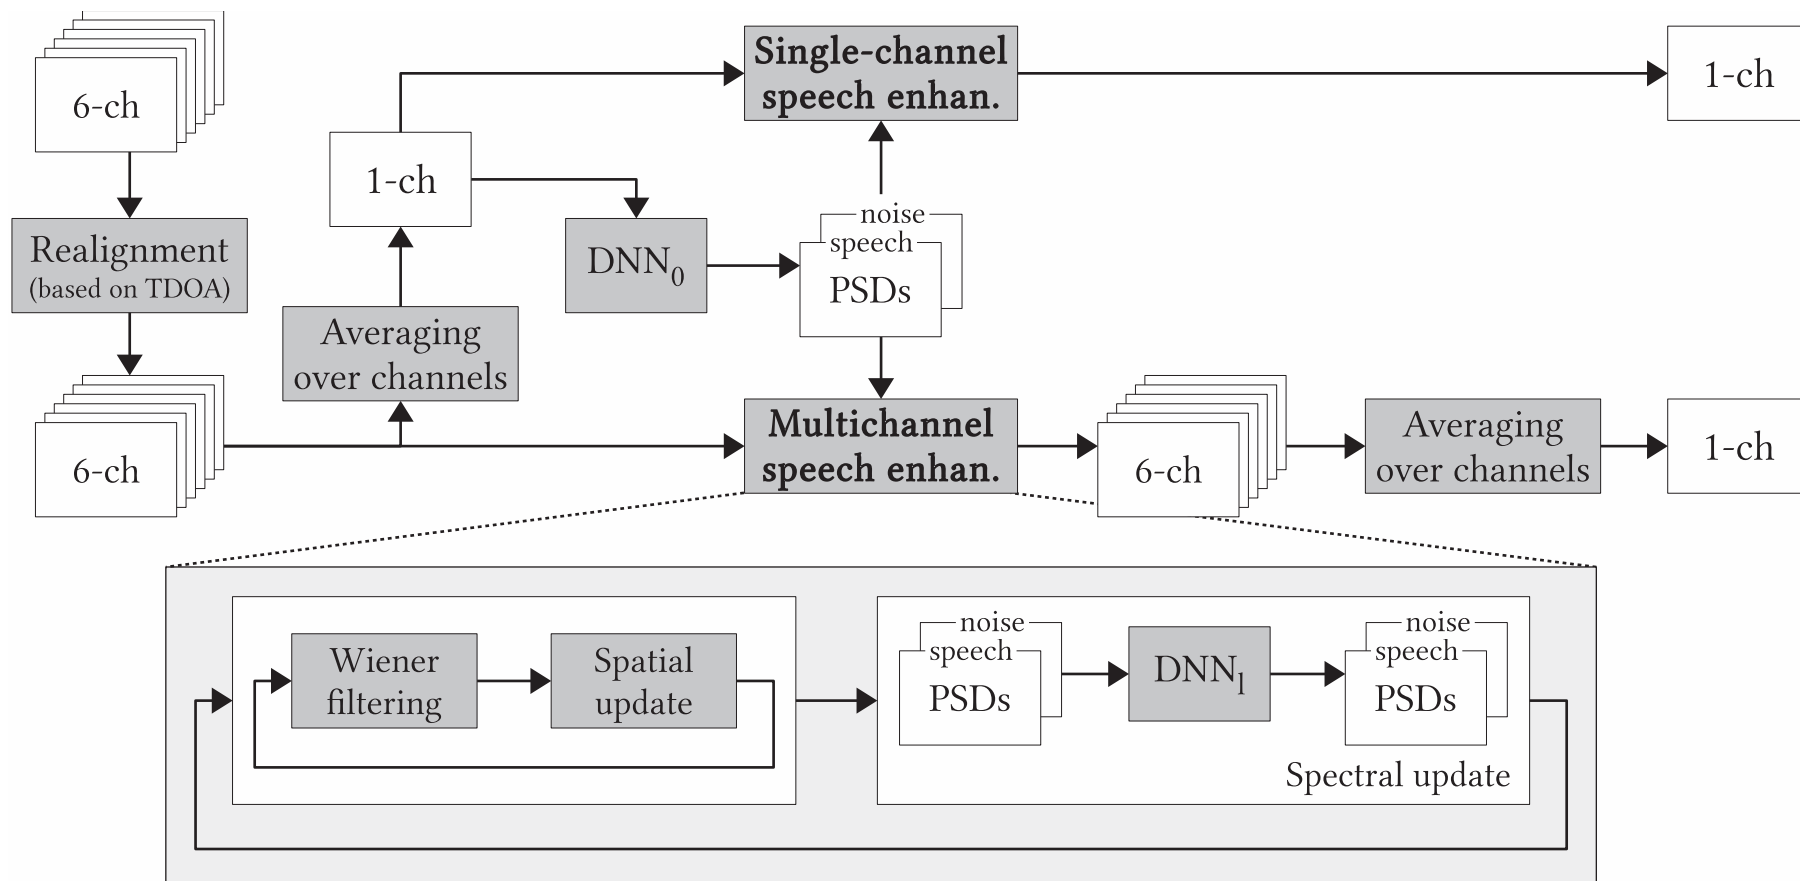 6-ch
Realignment
(based on TDOA)
6-ch
Averaging
over channels
1-ch
DNN₀
noise
speech
PSDs
Single-channel
speech enhan.
1-ch
Multichannel
speech enhan.
6-ch
Averaging
over channels
1-ch
Wiener
filtering
Spatial
update
noise
speech
PSDs
DNNₗ
noise
speech
PSDs
Spectral update